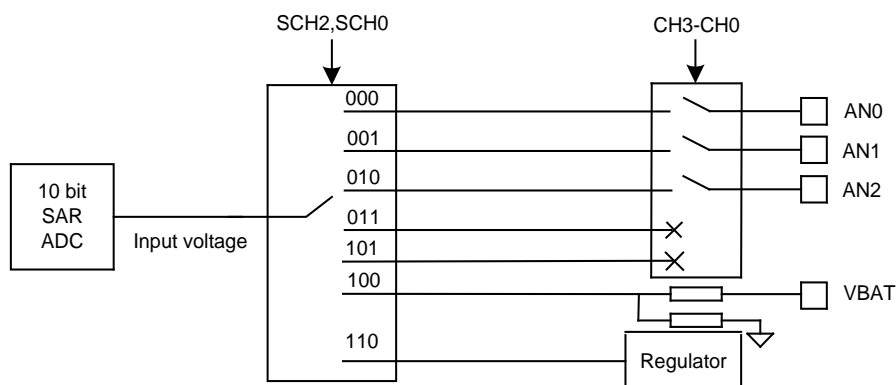 SCH2,SCH0
CH3-CH0
000
AN0
001
AN1
010
AN2
10 bit
SAR
ADC
Input voltage
011
101
100
VBAT
110
Regulator